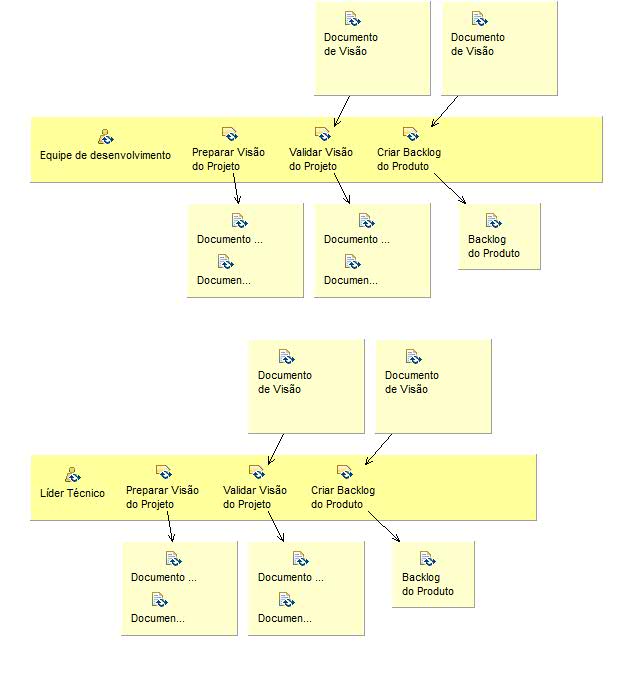 Documento
de Visão
Documento
de Visão
Equipe de desenvolvimento
Preparar Visão
do Projeto
Validar Visão
do Projeto
Criar Backlog
do Produto
Documento ...
Documen...
Documento ...
Documen...
Backlog
do Produto
Documento
de Visão
Documento
de Visão
Líder Técnico
Preparar Visão
do Projeto
Validar Visão
do Projeto
Criar Backlog
do Produto
Documento ...
Documen...
Documento ...
Documen...
Backlog
do Produto